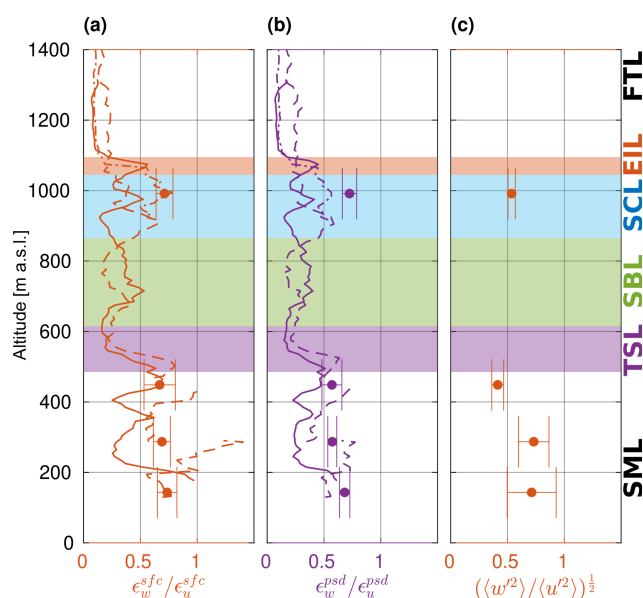 (a) (b) (c)
1400
1200
1000
800
600
400
200
0
Altitude [m a.s.l.]
0 0.5 1
0 0.5 1
0 0.5 1
ϵ_w^{sfc}/ϵ_u^{sfc}
ϵ_w^{psd}/ϵ_u^{psd}
(⟨w'^2⟩/⟨u'^2⟩)^{1/2}
FTL
EIL
SCL
SBL
TSL
SML